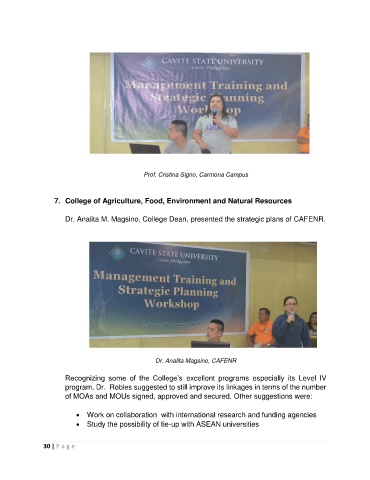 CAVITE STATE UNIVERSITY
Cavite, Philippines
Management Training and
Strategic Planning
Workshop
Prof. Cristina Signo, Carmona Campus
7. College of Agriculture, Food, Environment and Natural Resources
Dr. Analita M. Magsino, College Dean, presented the strategic plans of CAFENR.
CAVITE STATE UNIVERSITY
Cavite, Philippines
Management Training and
Strategic Planning
Workshop
Dr. Analita Magsino, CAFENR
Recognizing some of the College's excellent programs especially its Level IV
program, Dr. Robles suggested to still improve its linkages in terms of the number
of MOAs and MOUs signed, approved and secured. Other suggestions were:
• Work on collaboration with international research and funding agencies
• Study the possibility of tie-up with ASEAN universities
30 | Page